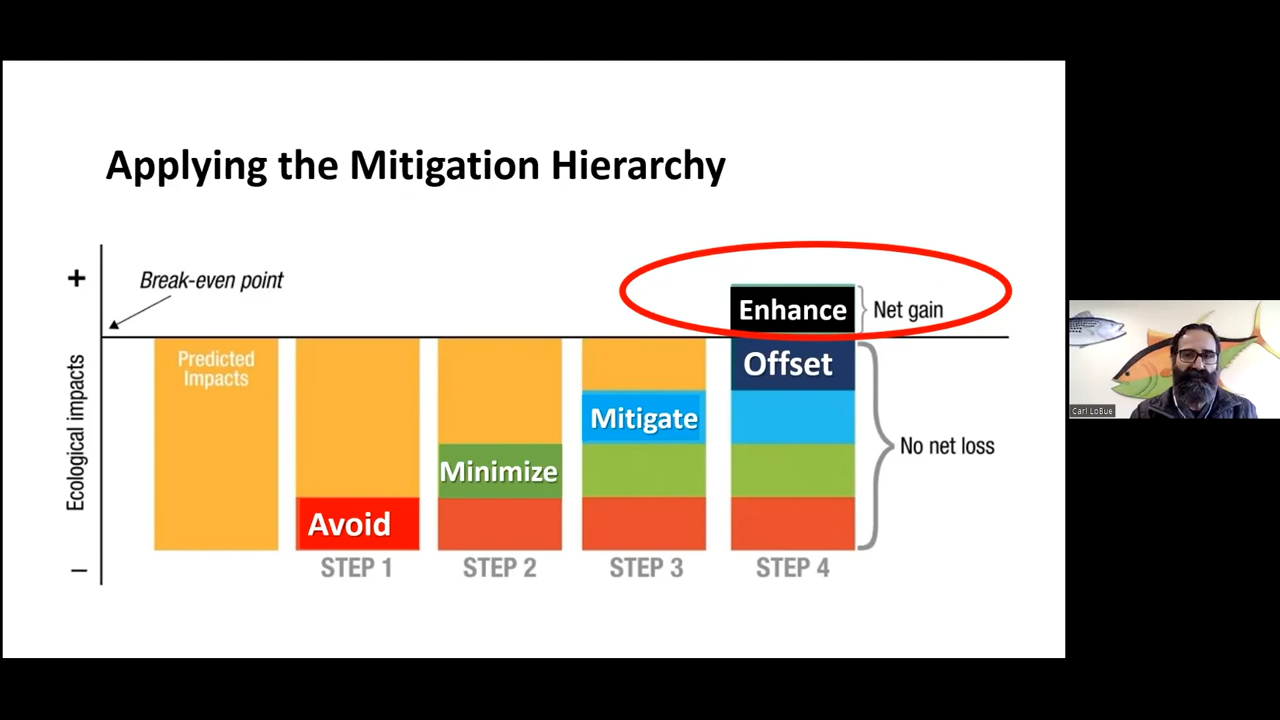 Applying the Mitigation Hierarchy
+
Break-even point
Enhance
Net gain
Predicted
Impacts
Offset
Mitigate
Ecological impacts
No net loss
Minimize
Avoid
–
STEP 1
STEP 2
STEP 3
STEP 4
Carl LoBue